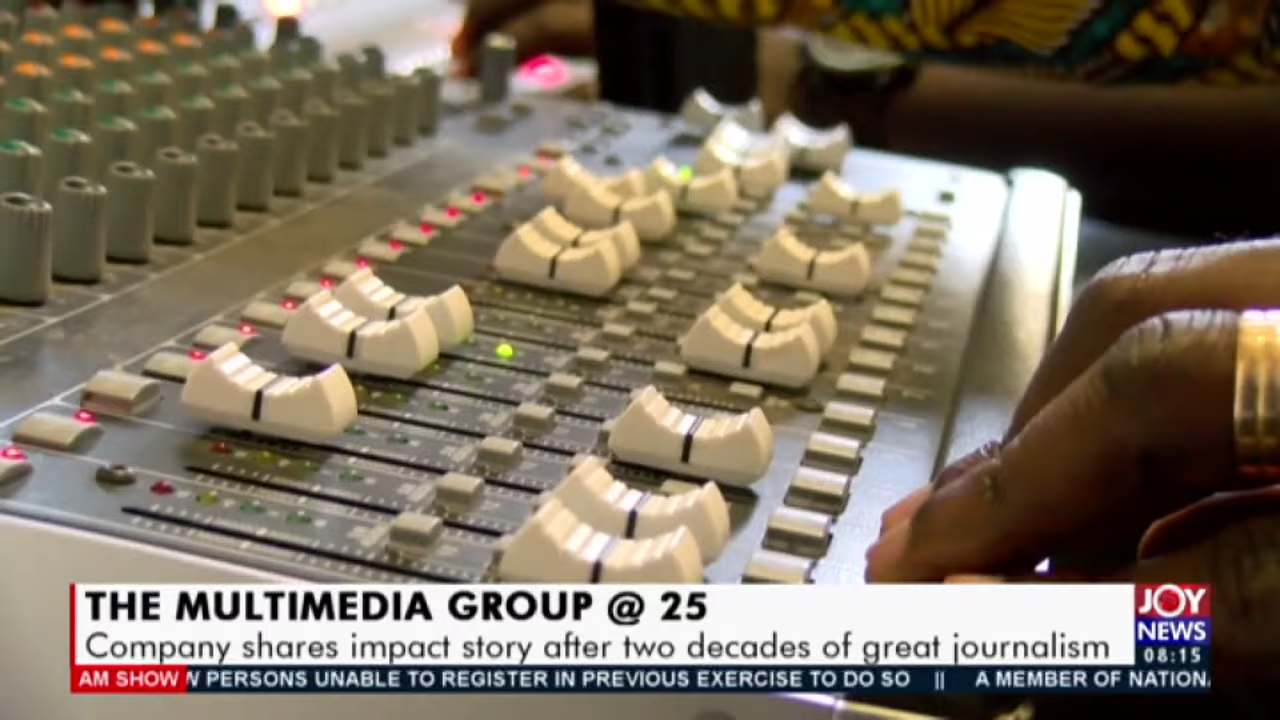 THE MULTIMEDIA GROUP @ 25
Company shares impact story after two decades of great journalism
JOY
NEWS
08:15
AM SHOW
PERSONS UNABLE TO REGISTER IN PREVIOUS EXERCISE TO DO SO || A MEMBER OF NATION